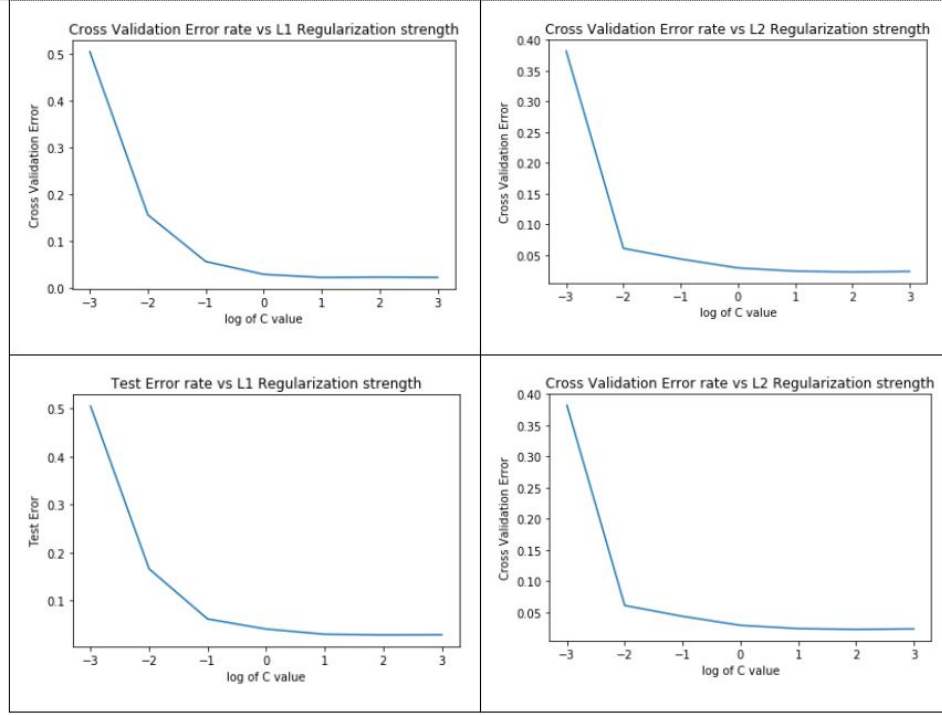 Cross Validation Error rate vs L1 Regularization strength
Cross Validation Error
0.5
0.4
0.3
0.2
0.1
0.0
−3 −2 −1 0 1 2 3
log of C value
Cross Validation Error rate vs L2 Regularization strength
Cross Validation Error
0.40
0.35
0.30
0.25
0.20
0.15
0.10
0.05
−3 −2 −1 0 1 2 3
log of C value
Test Error rate vs L1 Regularization strength
Test Eror
0.5
0.4
0.3
0.2
0.1
−3 −2 −1 0 1 2 3
log of C value
Cross Validation Error rate vs L2 Regularization strength
Cross Validation Error
0.40
0.35
0.30
0.25
0.20
0.15
0.10
0.05
−3 −2 −1 0 1 2 3
log of C value